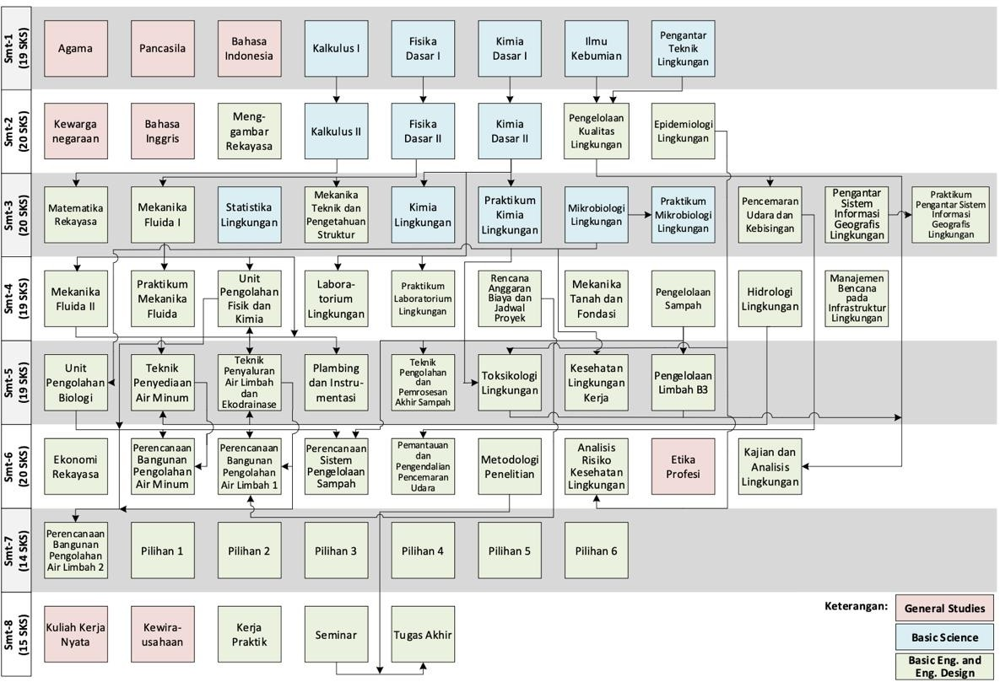 Smt-1
(19 SKS)
Agama
Pancasila
Bahasa
Indonesia
Kalkulus I
Fisika
Dasar I
Kimia
Dasar I
Ilmu
Kebumian
Pengantar
Teknik
Lingkungan
Smt-2
(20 SKS)
Kewarga
negaraan
Bahasa
Inggris
Meng-
gambar
Rekayasa
Kalkulus II
Fisika
Dasar II
Kimia
Dasar II
Pengelolaan
Kualitas
Lingkungan
Epidemiologi
Lingkungan
Smt-3
(20 SKS)
Matematika
Rekayasa
Mekanika
Fluida I
Statistika
Lingkungan
Mekanika
Teknik dan
Pengetahuan
Struktur
Kimia
Lingkungan
Praktikum
Kimia
Lingkungan
Mikrobiologi
Lingkungan
Praktikum
Mikrobiologi
Lingkungan
Pencemaran
Udara dan
Kebisingan
Pengantar
Sistem
Informasi
Geografis
Lingkungan
Praktikum
Pengantar Sistem
Informasi
Geografis
Lingkungan
Smt-4
(19 SKS)
Mekanika
Fluida II
Praktikum
Mekanika
Fluida
Unit
Pengolahan
Fisik dan
Kimia
Labora-
torium
Lingkungan
Praktikum
Laboratorium
Lingkungan
Rencana
Anggaran
Biaya dan
Jadwal
Proyek
Mekanika
Tanah dan
Fondasi
Pengelolaan
Sampah
Hidrologi
Lingkungan
Manajemen
Bencana
pada
Infrastruktur
Lingkungan
Smt-5
(19 SKS)
Unit
Pengolahan
Biologi
Teknik
Penyediaan
Air Minum
Teknik
Penyaluran
Air Limbah
dan
Ekodrainase
Plambing
dan Instru-
mentasi
Teknik
Pengolahan
dan
Pemrosesan
Akhir Sampah
Toksikologi
Lingkungan
Kesehatan
Lingkungan
Kerja
Pengelolaan
Limbah B3
Smt-6
(20 SKS)
Ekonomi
Rekayasa
Perencanaan
Bangunan
Pengolahan
Air Minum
Perencanaan
Bangunan
Pengolahan
Air Limbah 1
Perencanaan
Sistem
Pengelolaan
Sampah
Pemantauan
dan
Pengendalian
Pencemaran
Udara
Metodologi
Penelitian
Analisis
Risiko
Kesehatan
Lingkungan
Etika
Profesi
Kajian dan
Analisis
Lingkungan
Smt-7
(14 SKS)
Perencanaan
Bangunan
Pengolahan
Air Limbah 2
Pilihan 1
Pilihan 2
Pilihan 3
Pilihan 4
Pilihan 5
Pilihan 6
Smt-8
(15 SKS)
Kuliah Kerja
Nyata
Kewira-
usahaan
Kerja
Praktik
Seminar
Tugas Akhir
Keterangan:
General Studies
Basic Science
Basic Eng. and
Eng. Design